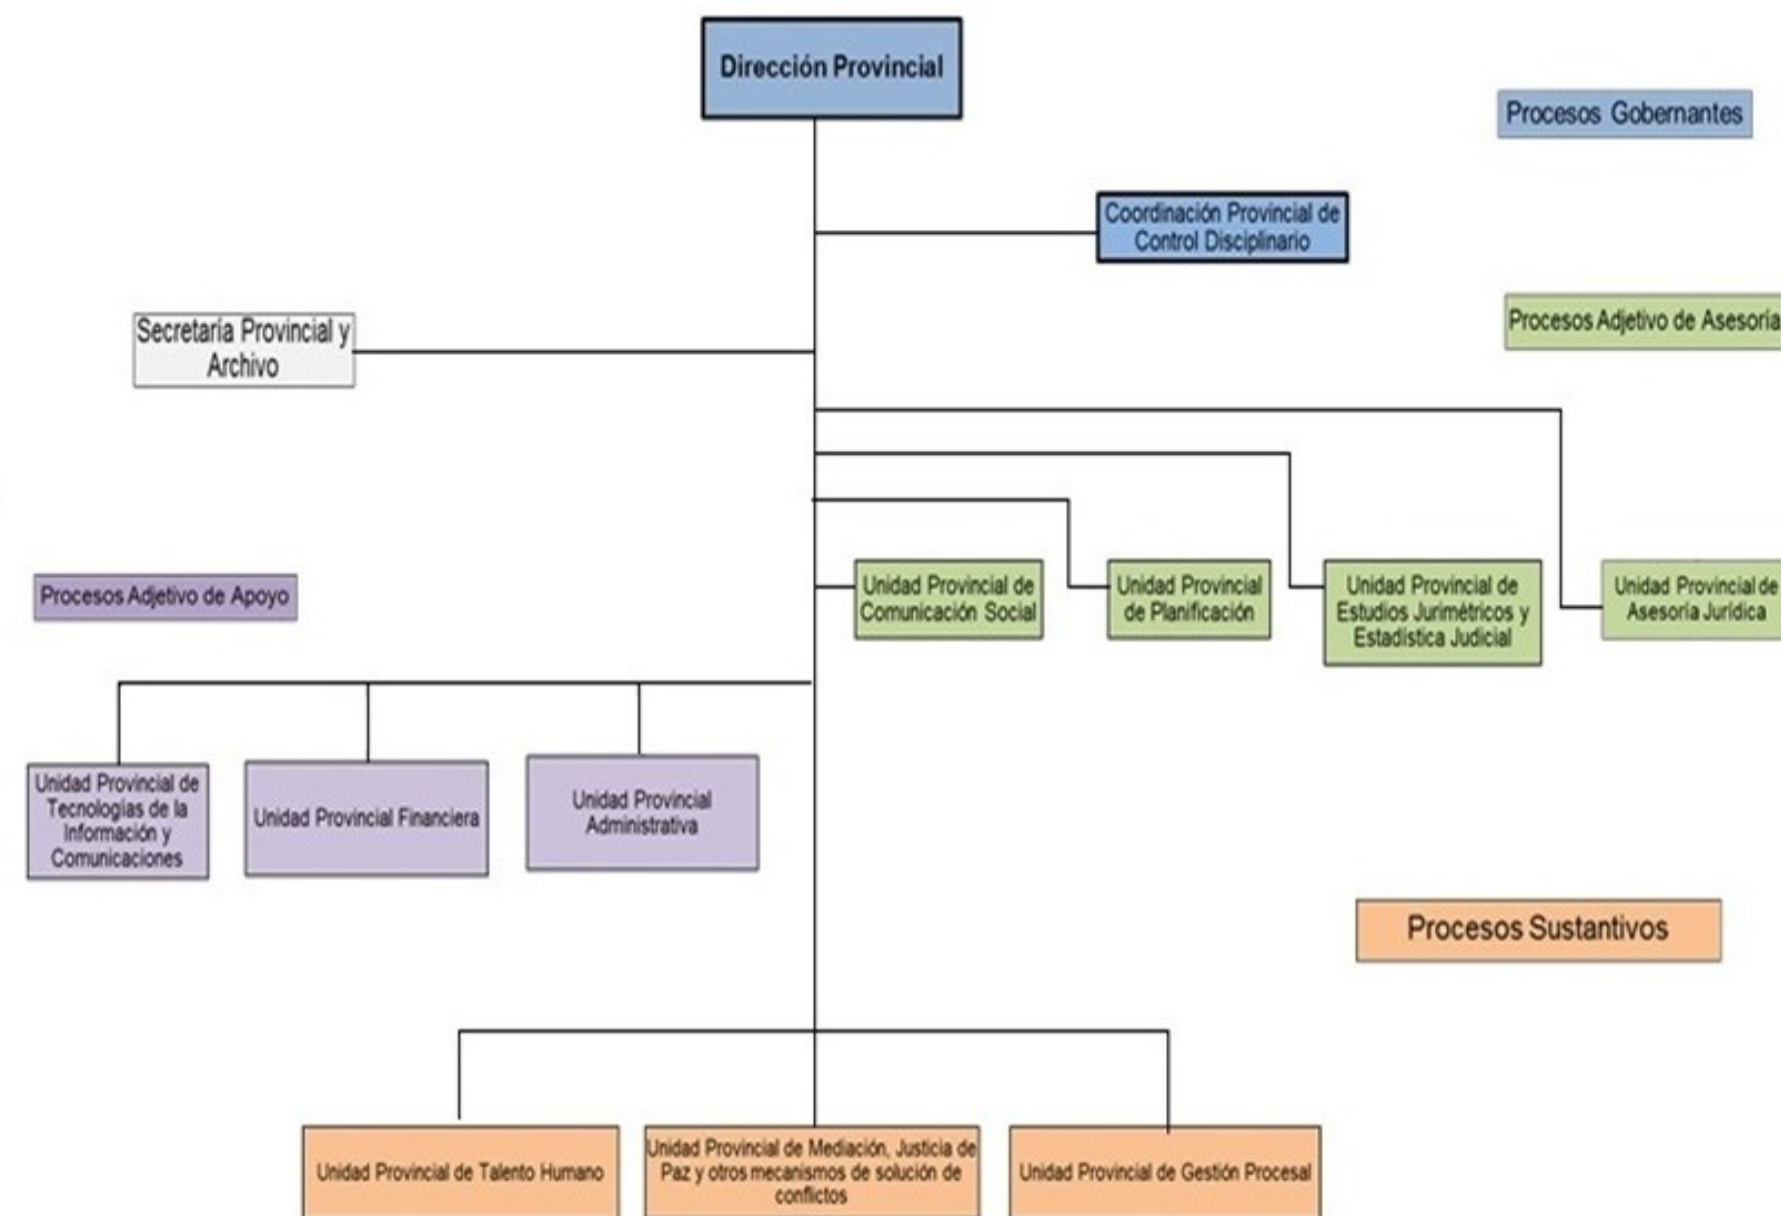 Dirección Provincial
Procesos Gobernantes
Coordinación Provincial de
Control Disciplinario
Procesos Adjetivo de Asesoría
Secretaría Provincial y
Archivo
Procesos Adjetivo de Apoyo
Unidad Provincial de
Comunicación Social
Unidad Provincial
de Planificación
Unidad Provincial de
Estudios Jurimétricos y
Estadística Judicial
Unidad Provincial de
Asesoría Jurídica
Unidad Provincial de
Tecnologías de la
Información y
Comunicaciones
Unidad Provincial Financiera
Unidad Provincial
Administrativa
Procesos Sustantivos
Unidad Provincial de Talento Humano
Unidad Provincial de Mediación, Justicia de
Paz y otros mecanismos de solución de
conflictos
Unidad Provincial de Gestión Procesal